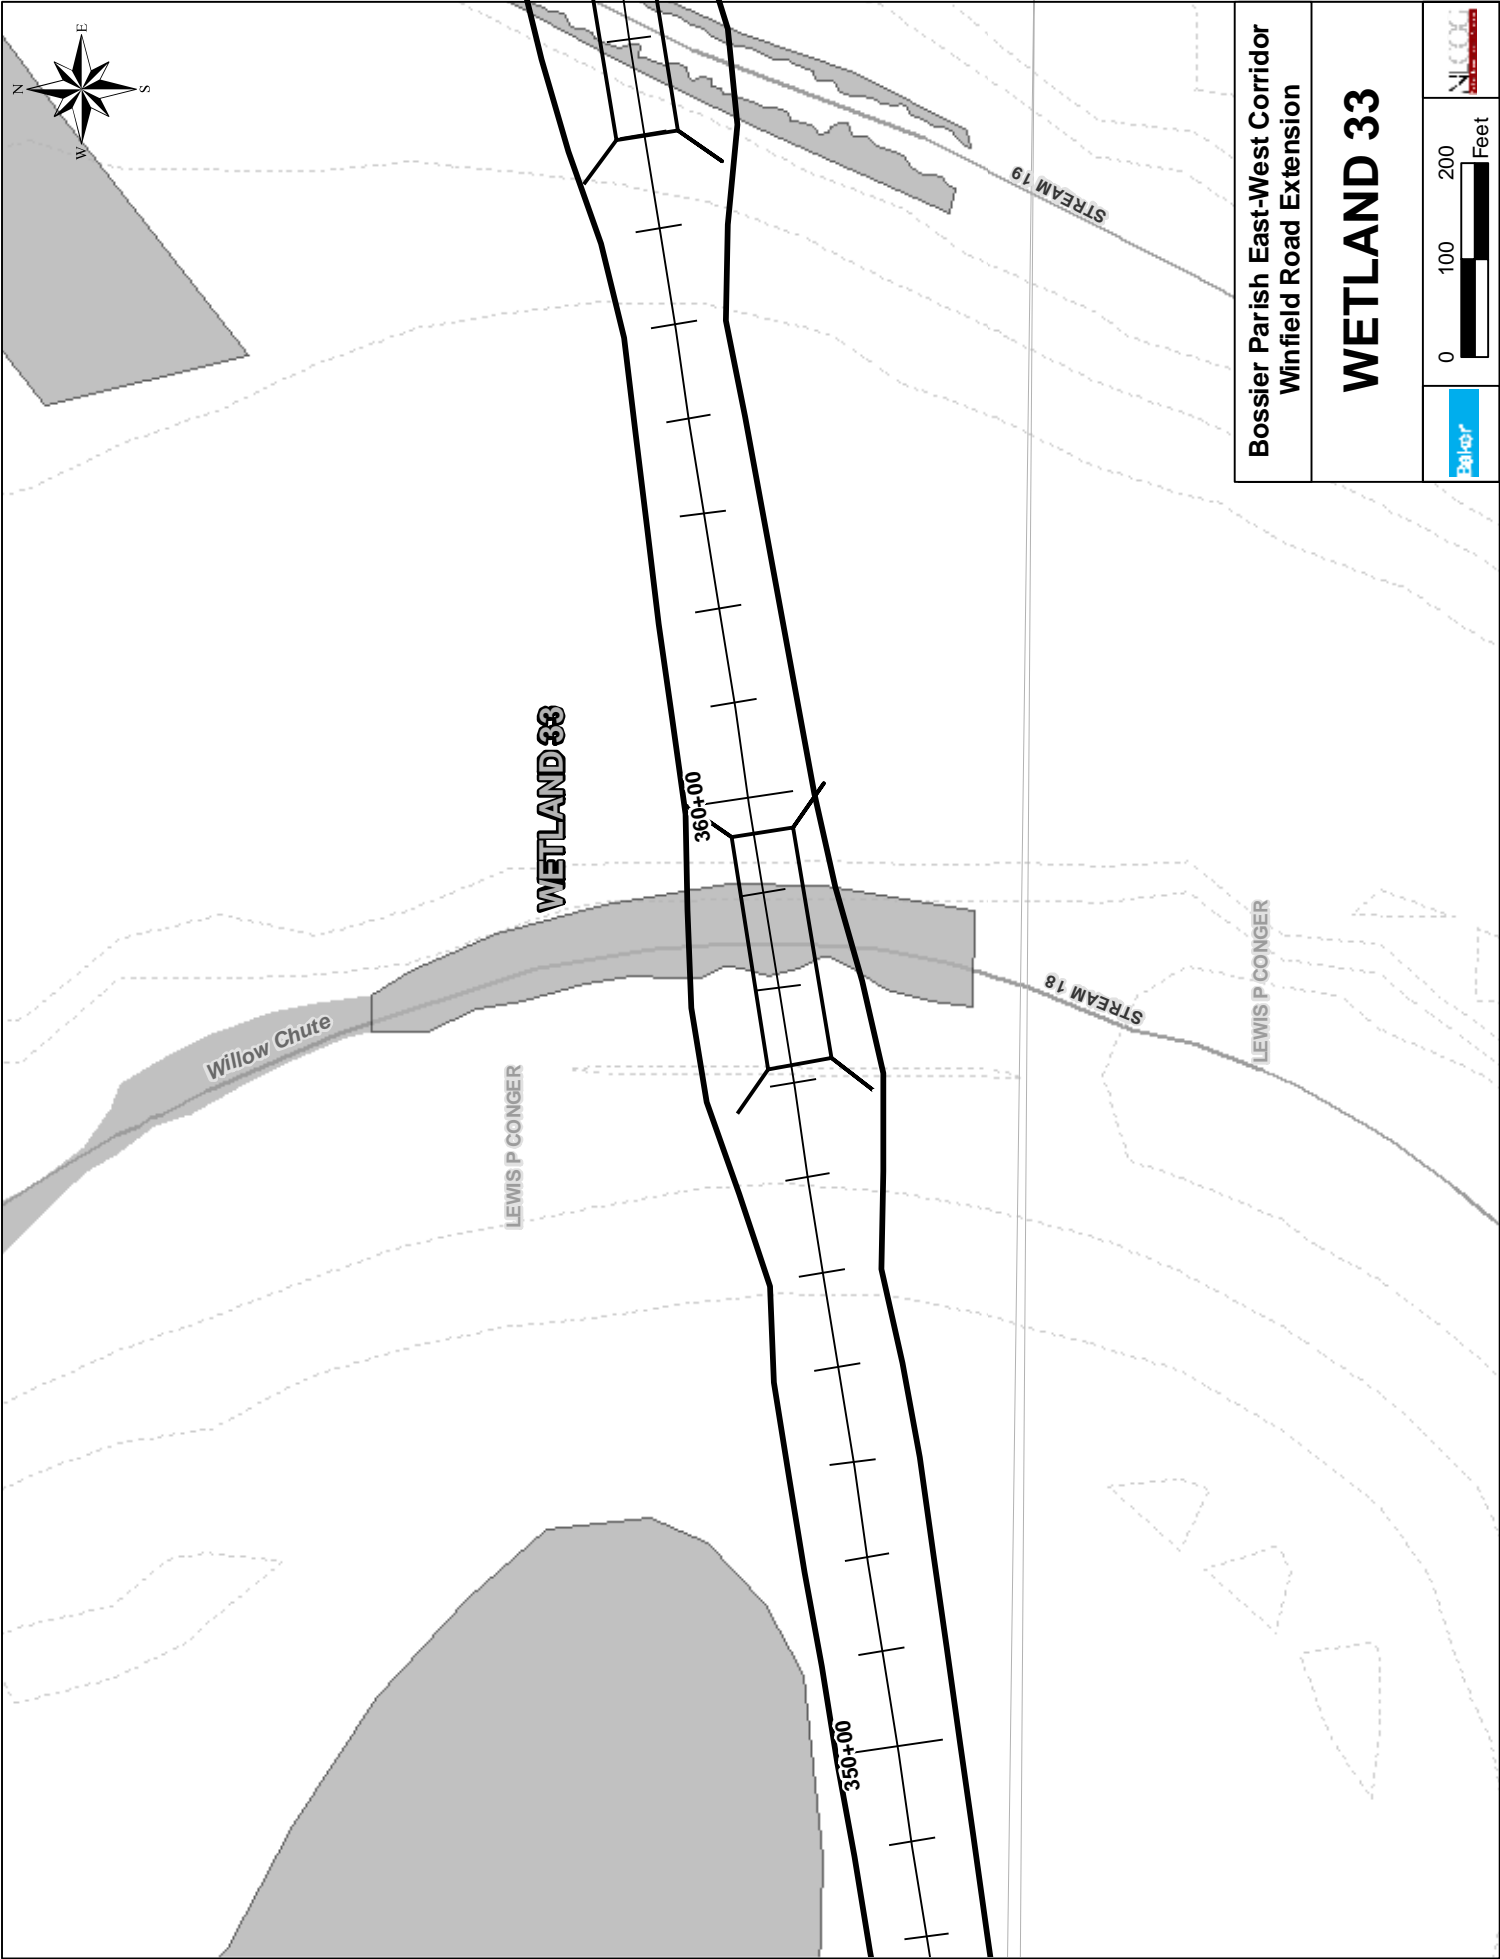 N
E
S
W
STREAM 19
WETLAND 33
360+00
Willow Chute
LEWIS P CONGER
STREAM 18
LEWIS P CONGER
350+00
Bossier Parish East-West Corridor
Winfield Road Extension
WETLAND 33
0 100 200
Feet
Baker